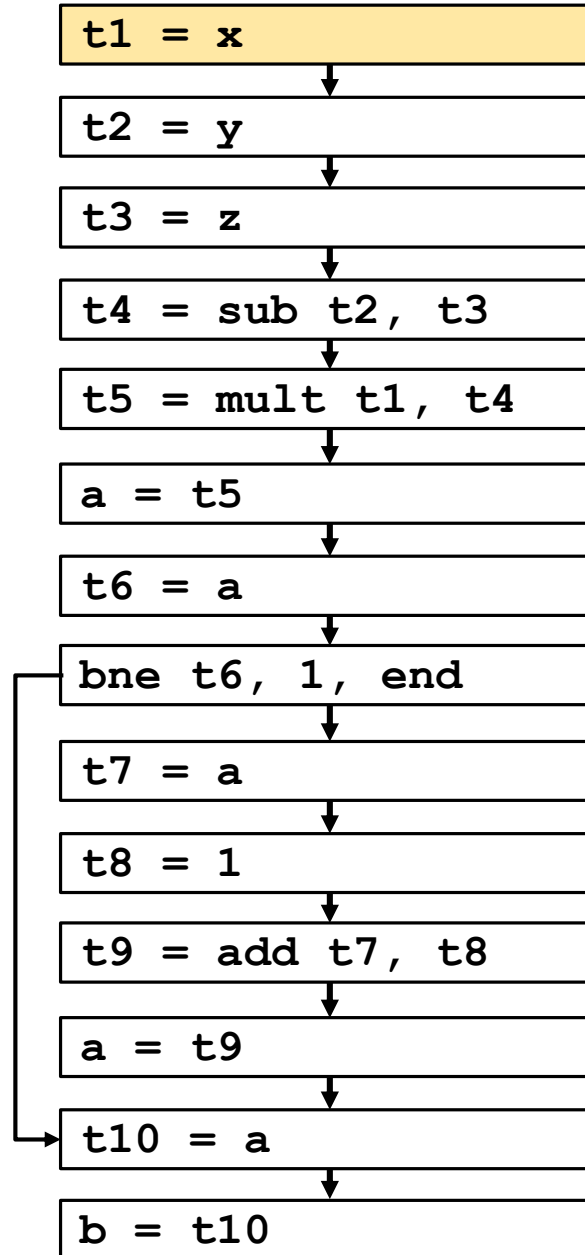 t1 = x
t2 = y
t3 = z
t4 = sub t2, t3
t5 = mult t1, t4
a = t5
t6 = a
bne t6, 1, end
t7 = a
t8 = 1
t9 = add t7, t8
a = t9
t10 = a
b = t10